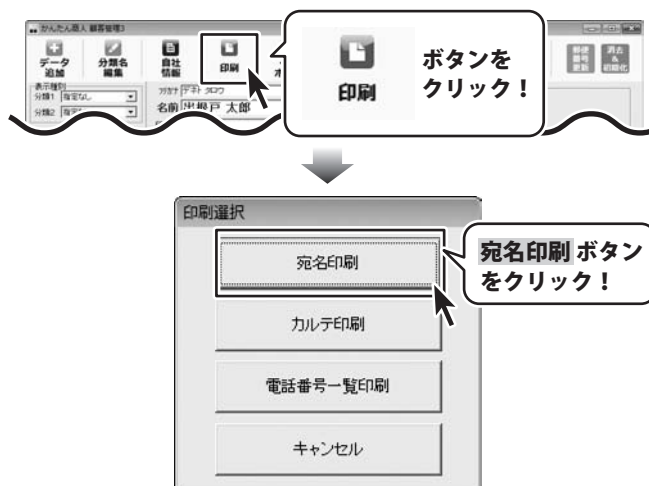 かんたん商人 顧客管理3
データ
追加
分類名
編集
自社
情報
印刷
郵便
番号
更新
消去
&
初期化
表示種別
分類1 指定なし
分類2
フリガナ デネト タロウ
名前 出根戸 太郎
印刷
ボタンを
クリック！
印刷選択
宛名印刷
カルテ印刷
電話番号一覧印刷
キャンセル
宛名印刷 ボタン
をクリック！